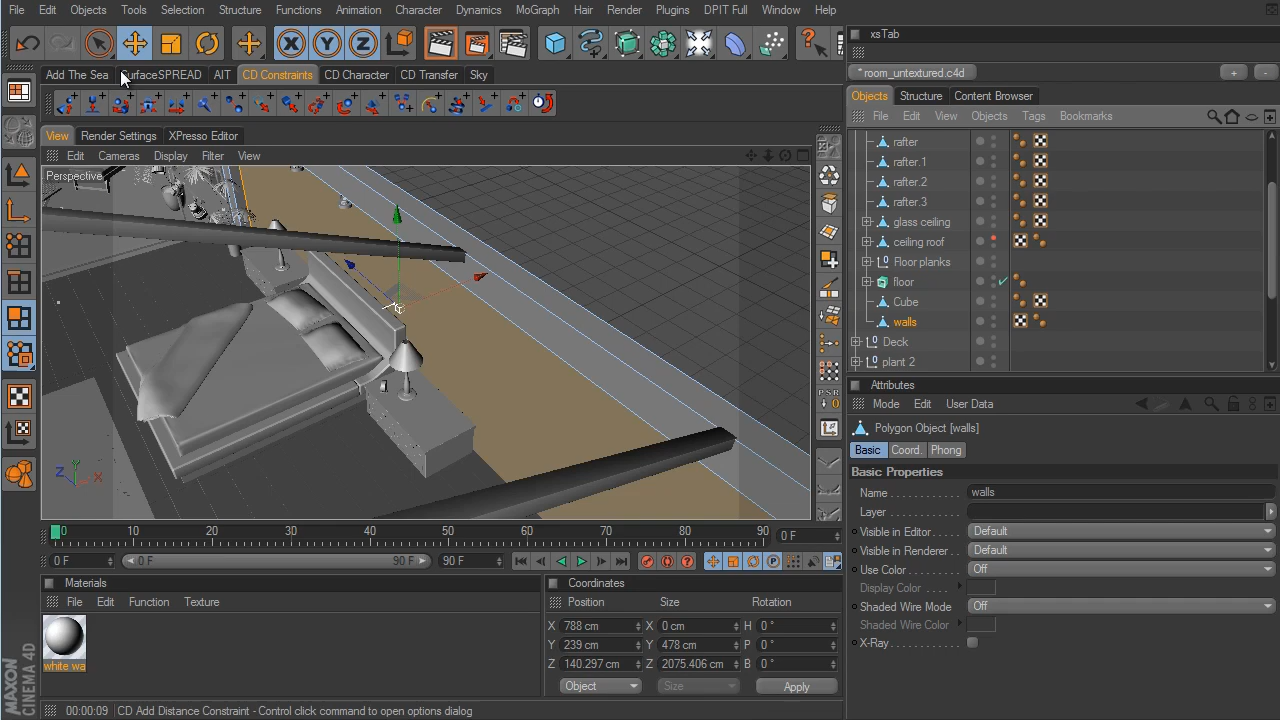 File Edit Objects Tools Selection Structure Functions Animation Character Dynamics MoGraph Hair Render Plugins DPIT Full Window Help
xsTab
* room_untextured.c4d
Add The Sea urfaceSPREAD AIT CD Constraints CD Character CD Transfer Sky
Objects Structure Content Browser
File Edit View Objects Tags Bookmarks
View Render Settings XPresso Editor
Edit Cameras Display Filter View
Perspective
rafter
rafter.1
rafter.2
rafter.3
glass ceiling
ceiling roof
Floor planks
floor
Cube
walls
Deck
plant 2
Z Y X
PSR
0
Attributes
Mode Edit User Data
Polygon Object [walls]
Basic Coord. Phong
Basic Properties
Name walls
Layer
Visible in Editor Default
Visible in Renderer Default
Use Color Off
Display Color
Shaded Wire Mode Off
Shaded Wire Color
X-Ray
0 10 20 30 40 50 60 70 80 90 0 F
0 F 0 F 90 F 90 F
Materials
File Edit Function Texture
white wa
Coordinates
Position Size Rotation
X 788 cm X 0 cm H 0 °
Y 239 cm Y 478 cm P 0 °
Z 140.297 cm Z 2075.406 cm B 0 °
Object Size Apply
MAXON
CINEMA 4D
00:00:09 CD Add Distance Constraint - Control click command to open options dialog